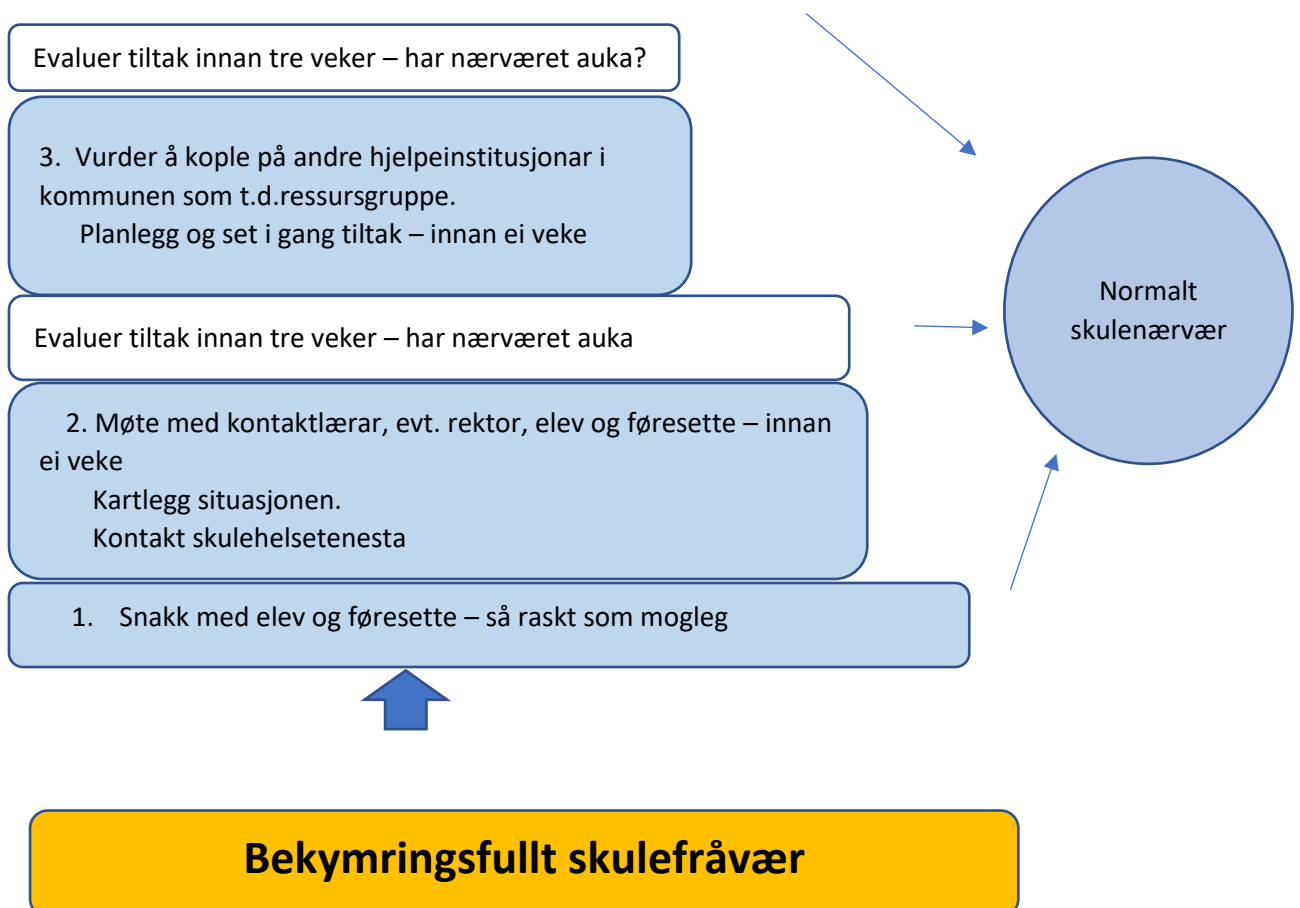 Evaluer tiltak innan tre veker – har nærværet auka?
3. Vurder å kople på andre hjelpeinstitusjonar i
kommunen som t.d.ressursgruppe.
Planlegg og set i gang tiltak – innan ei veke
Normalt
skulenærvær
Evaluer tiltak innan tre veker – har nærværet auka
2. Møte med kontaktlærar, evt. rektor, elev og føresette – innan
ei veke
Kartlegg situasjonen.
Kontakt skulehelsetenesta
1. Snakk med elev og føresette – så raskt som mogleg
Bekymringsfullt skulefråvær